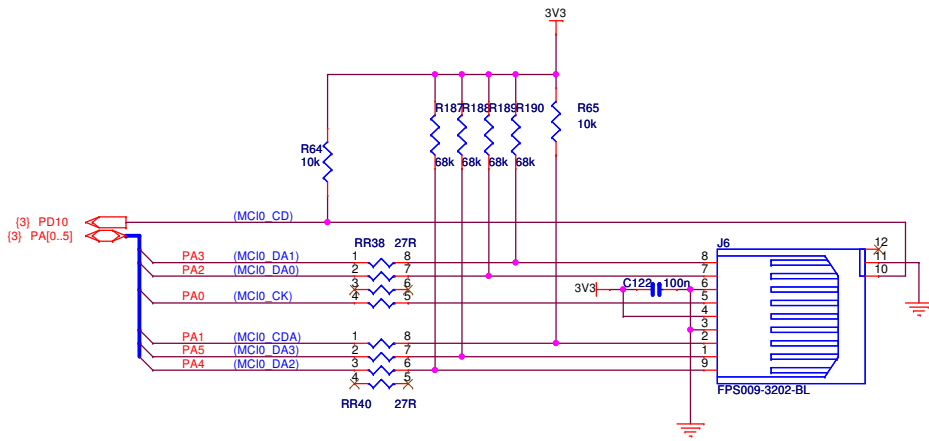 3V3
R187 R188 R189 R190 R65
10k
R64
10k
68k 68k 68k 68k
{3} PD10 (MCI0_CD)
{3} PA[0..5]
RR38 27R
J6
12
PA3 (MCI0_DA1) 1 8 8 11
PA2 (MCI0_DA0) 2 7 7 10
3 6 3V3 C122 100n 6
PA0 (MCI0_CK) 4 5 5
4
3
PA1 (MCI0_CDA) 1 8 2
PA5 (MCI0_DA3) 2 7 1
PA4 (MCI0_DA2) 3 6 9
4 5
FPS009-3202-BL
RR40 27R